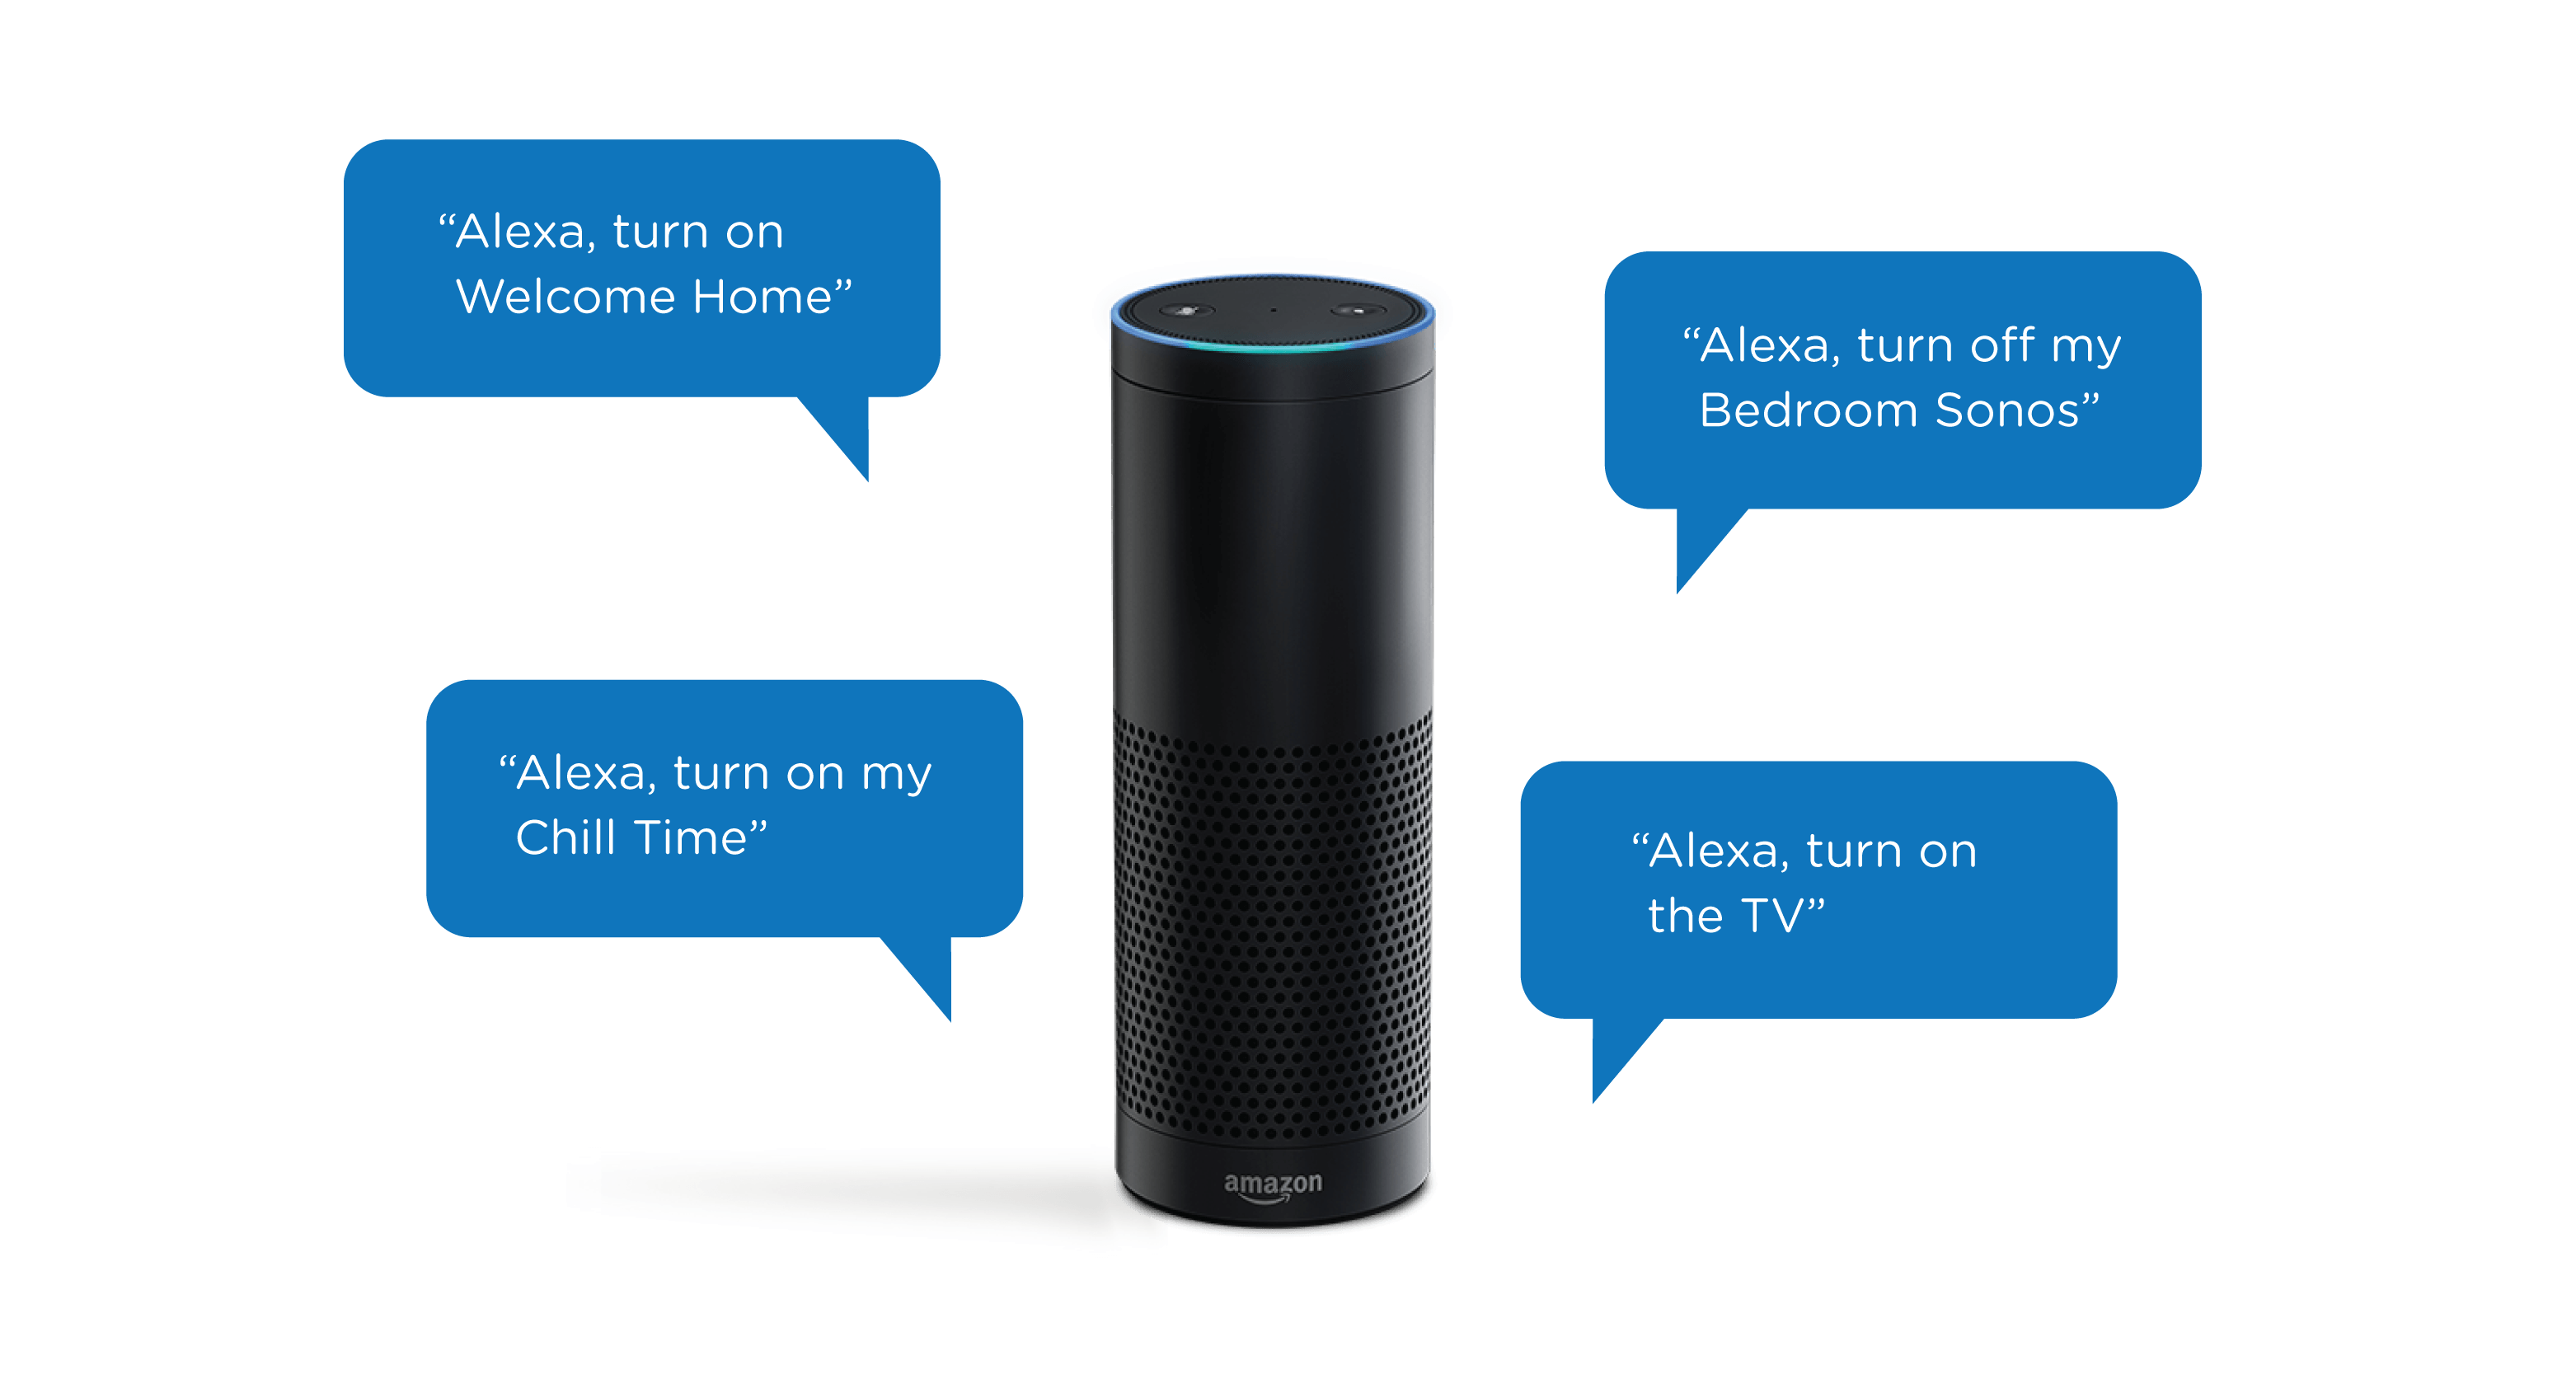 “Alexa, turn on
Welcome Home”
“Alexa, turn off my
Bedroom Sonos”
“Alexa, turn on my
Chill Time”
“Alexa, turn on
the TV”
amazon